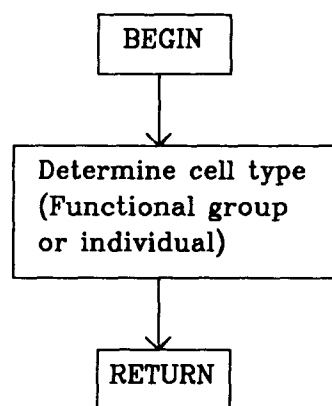 BEGIN
Determine cell type
(Functional group
or individual)
RETURN